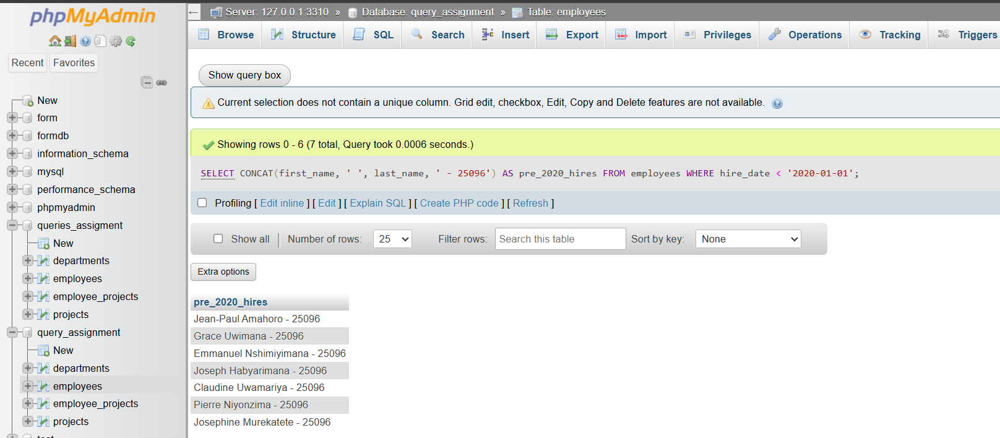 phpMyAdmin
Recent Favorites
New
form
formdb
information_schema
mysql
performance_schema
phpmyadmin
queries_assigment
New
departments
employees
employee_projects
projects
query_assignment
New
departments
employees
employee_projects
projects
Server: 127.0.0.1:3310 » Database: query_assignment » Table: employees
Browse Structure SQL Search Insert Export Import Privileges Operations Tracking Triggers
Show query box
Current selection does not contain a unique column. Grid edit, checkbox, Edit, Copy and Delete features are not available.
Showing rows 0 - 6 (7 total, Query took 0.0006 seconds.)
SELECT CONCAT(first_name, ' ', last_name, ' - 25096') AS pre_2020_hires FROM employees WHERE hire_date < '2020-01-01';
Profiling [ Edit inline ] [ Edit ] [ Explain SQL ] [ Create PHP code ] [ Refresh ]
Show all Number of rows: 25 Filter rows: Search this table Sort by key: None
Extra options
pre_2020_hires
Jean-Paul Amahoro - 25096
Grace Uwimana - 25096
Emmanuel Nshimiyimana - 25096
Joseph Habyarimana - 25096
Claudine Uwamariya - 25096
Pierre Niyonzima - 25096
Josephine Murekatete - 25096